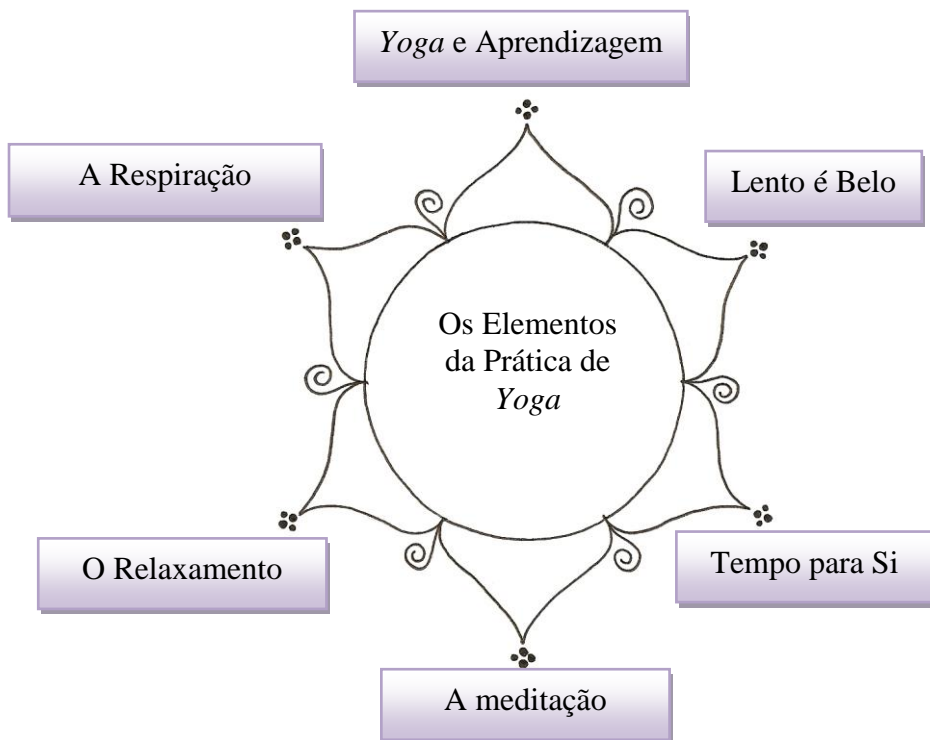 Yoga e Aprendizagem
A Respiração
Lento é Belo
Os Elementos
da Prática de
Yoga
O Relaxamento
Tempo para Si
A meditação